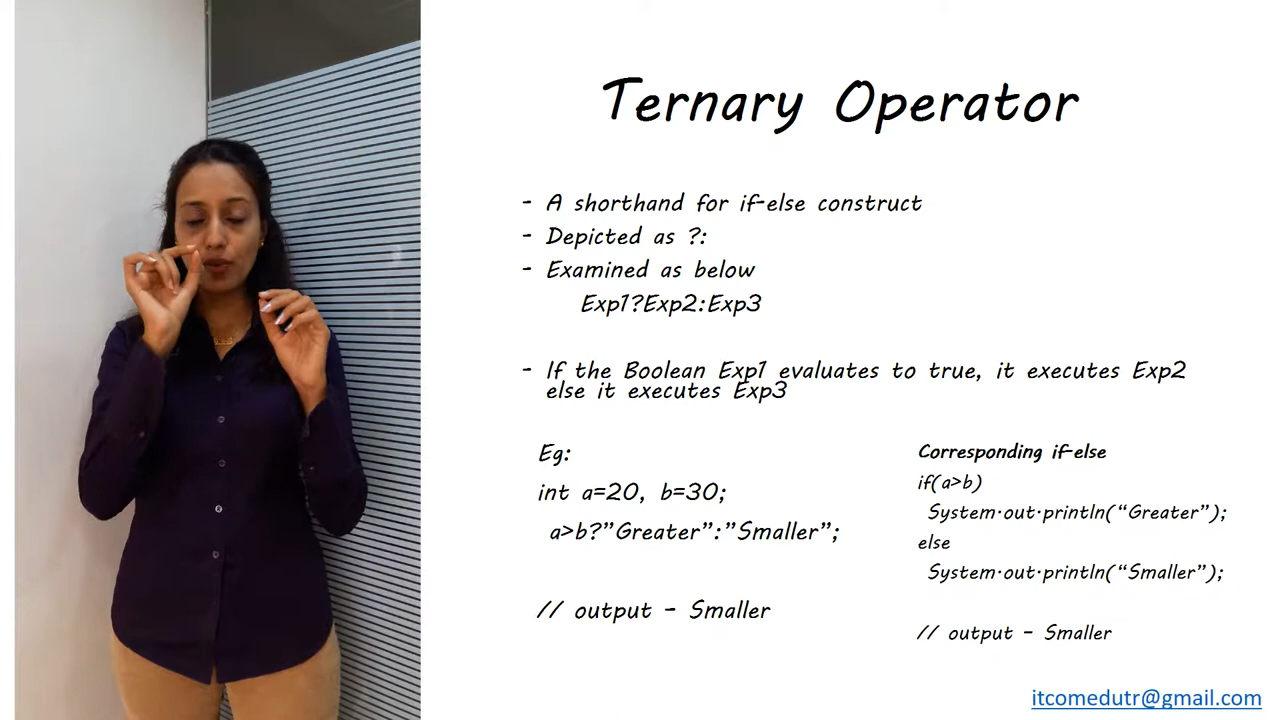 Ternary Operator
- A shorthand for if-else construct
- Depicted as ?:
- Examined as below
Exp1?Exp2:Exp3
- If the Boolean Exp1 evaluates to true, it executes Exp2
else it executes Exp3
Eg:
int a=20, b=30;
a>b?”Greater”:”Smaller”;
// output - Smaller
Corresponding if-else
if(a>b)
System.out.println(“Greater”);
else
System.out.println(“Smaller”);
// output - Smaller
itcomedutr@gmail.com